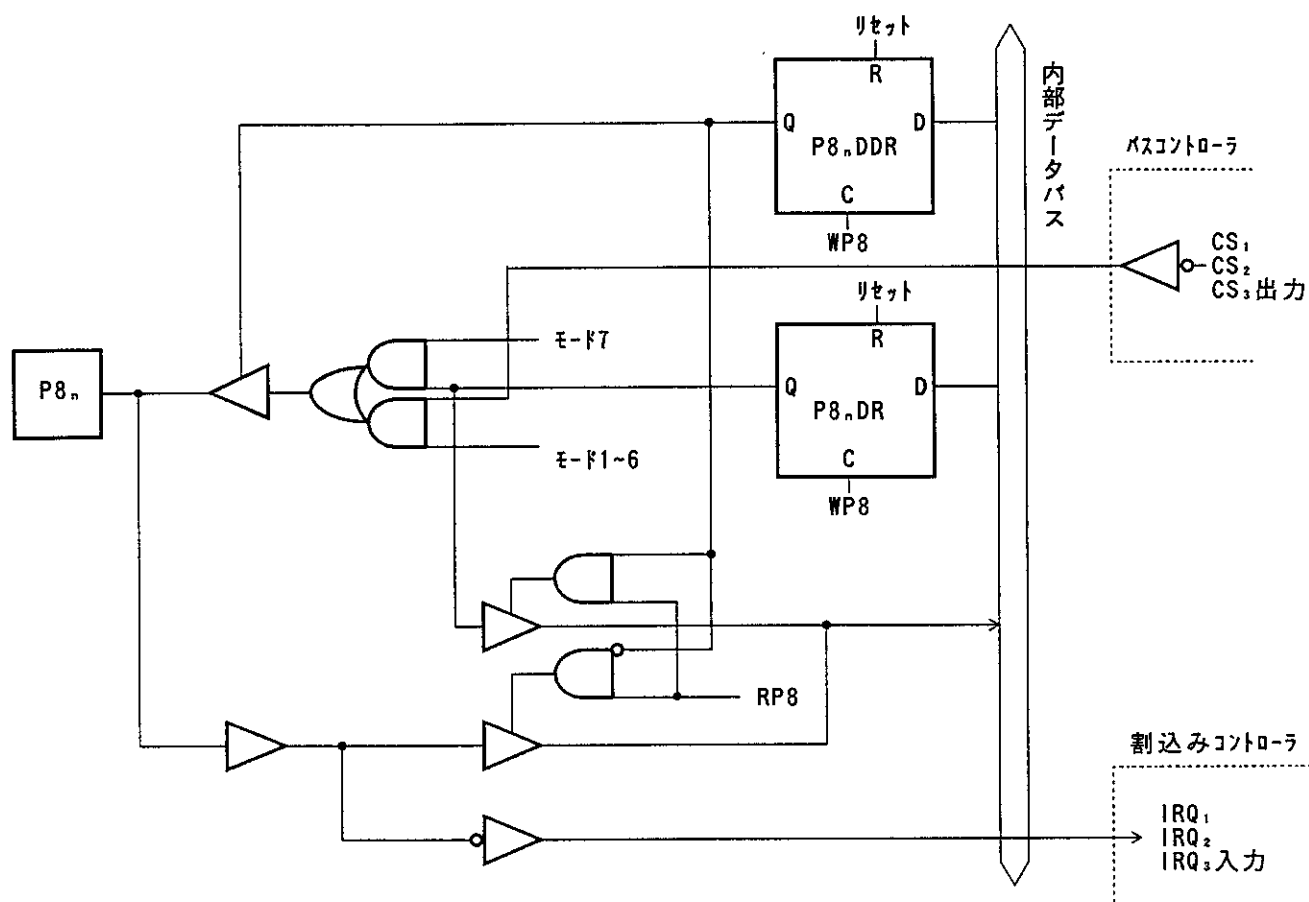 リセット
R
Q
D
P8ₙDDR
C
WP8
内部データバス
バスコントローラ
CS₁
CS₂
CS₃出力
リセット
R
Q
D
P8ₙDR
C
WP8
モード7
モード1~6
P8ₙ
RP8
割込みコントローラ
IRQ₁
IRQ₂
IRQ₃入力